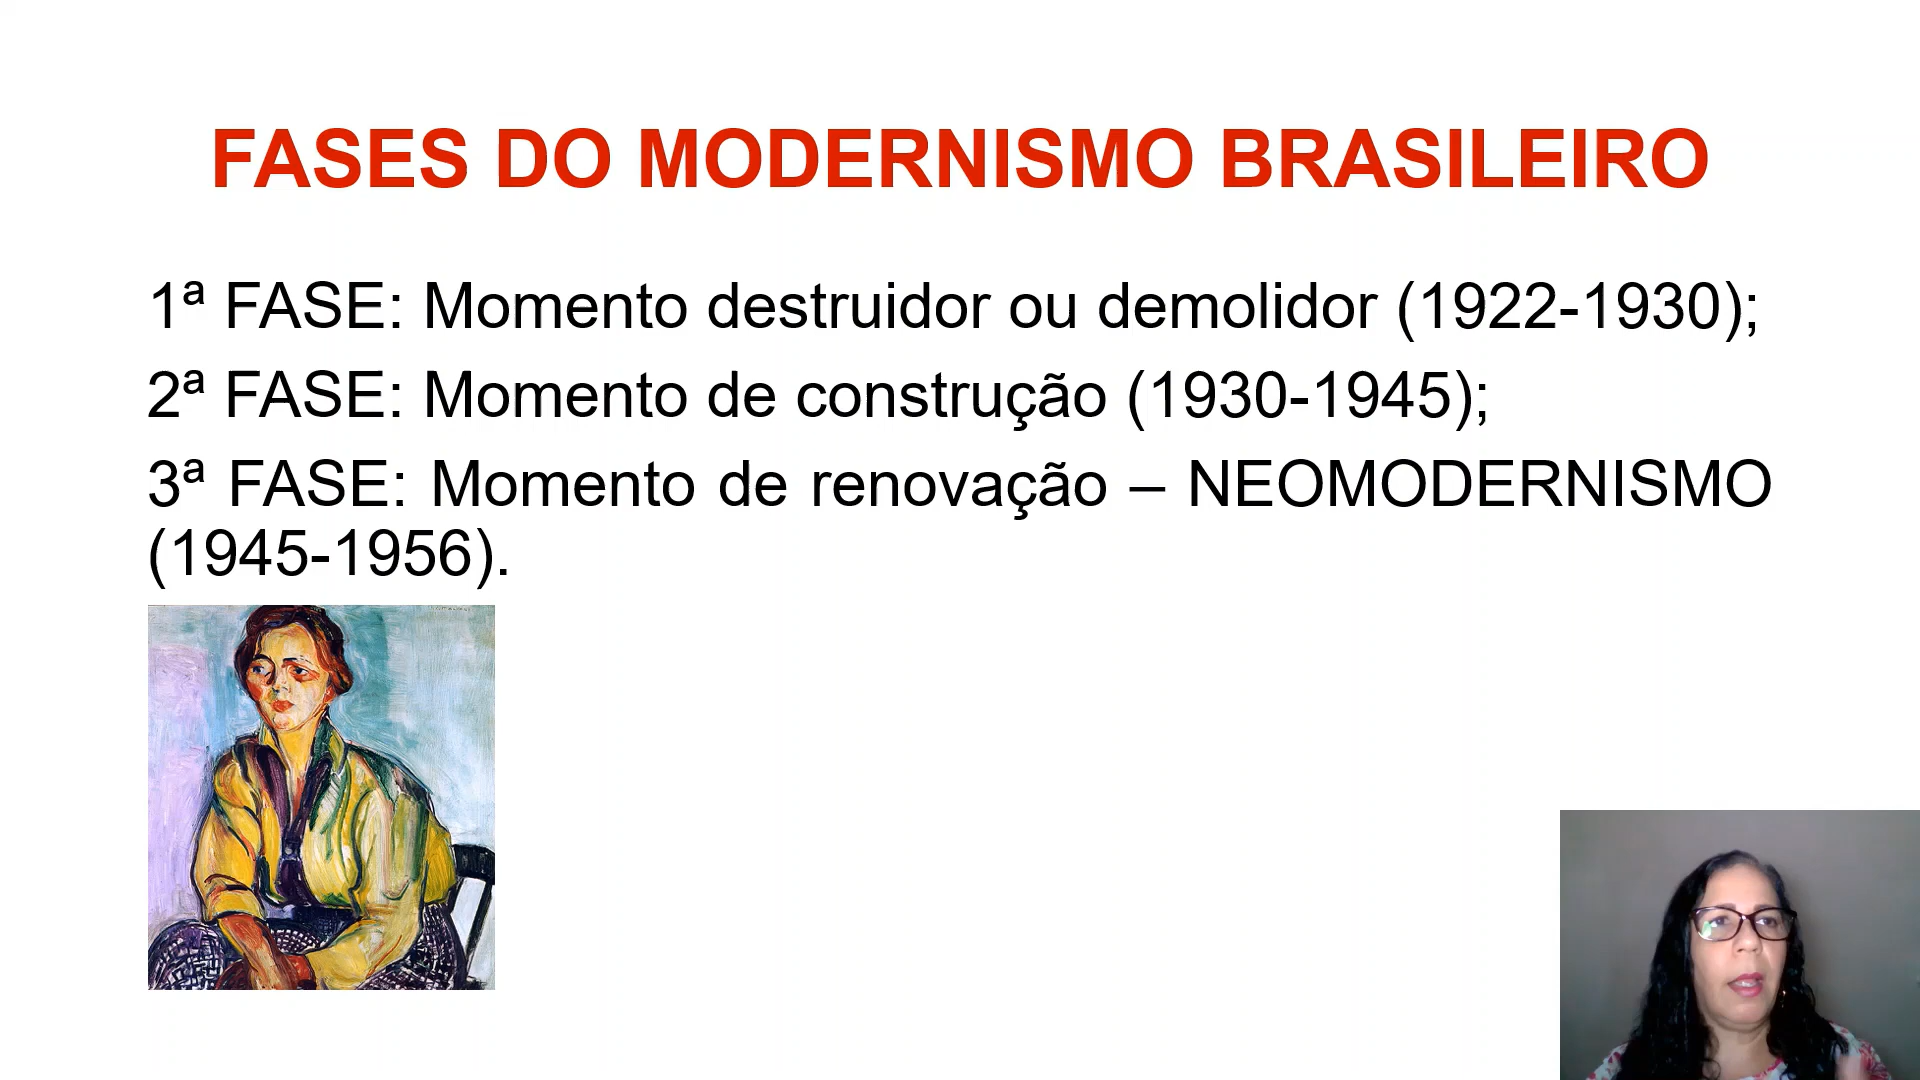 FASES DO MODERNISMO BRASILEIRO
1ª FASE: Momento destruidor ou demolidor (1922-1930);
2ª FASE: Momento de construção (1930-1945);
3ª FASE: Momento de renovação – NEOMODERNISMO
(1945-1956).